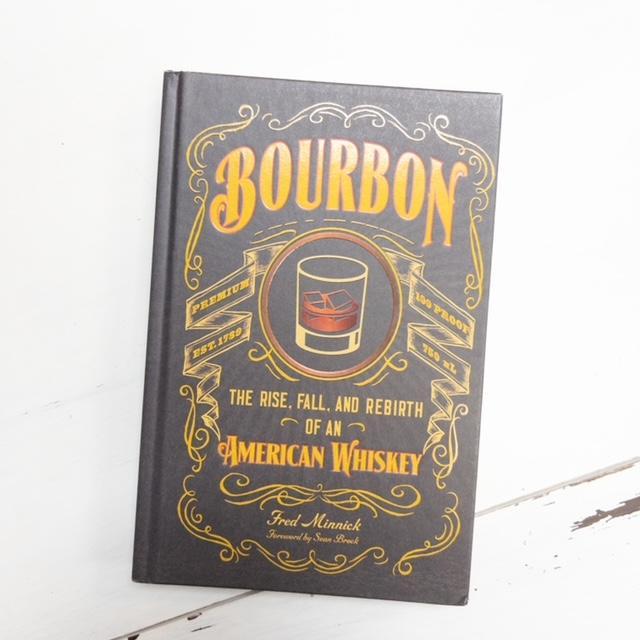 BOURBON
PREMIUM
EST. 1789
100 PROOF
750 ML
THE RISE, FALL, AND REBIRTH
OF AN
AMERICAN WHISKEY
Fred Minnick
Foreword by Sean Brock